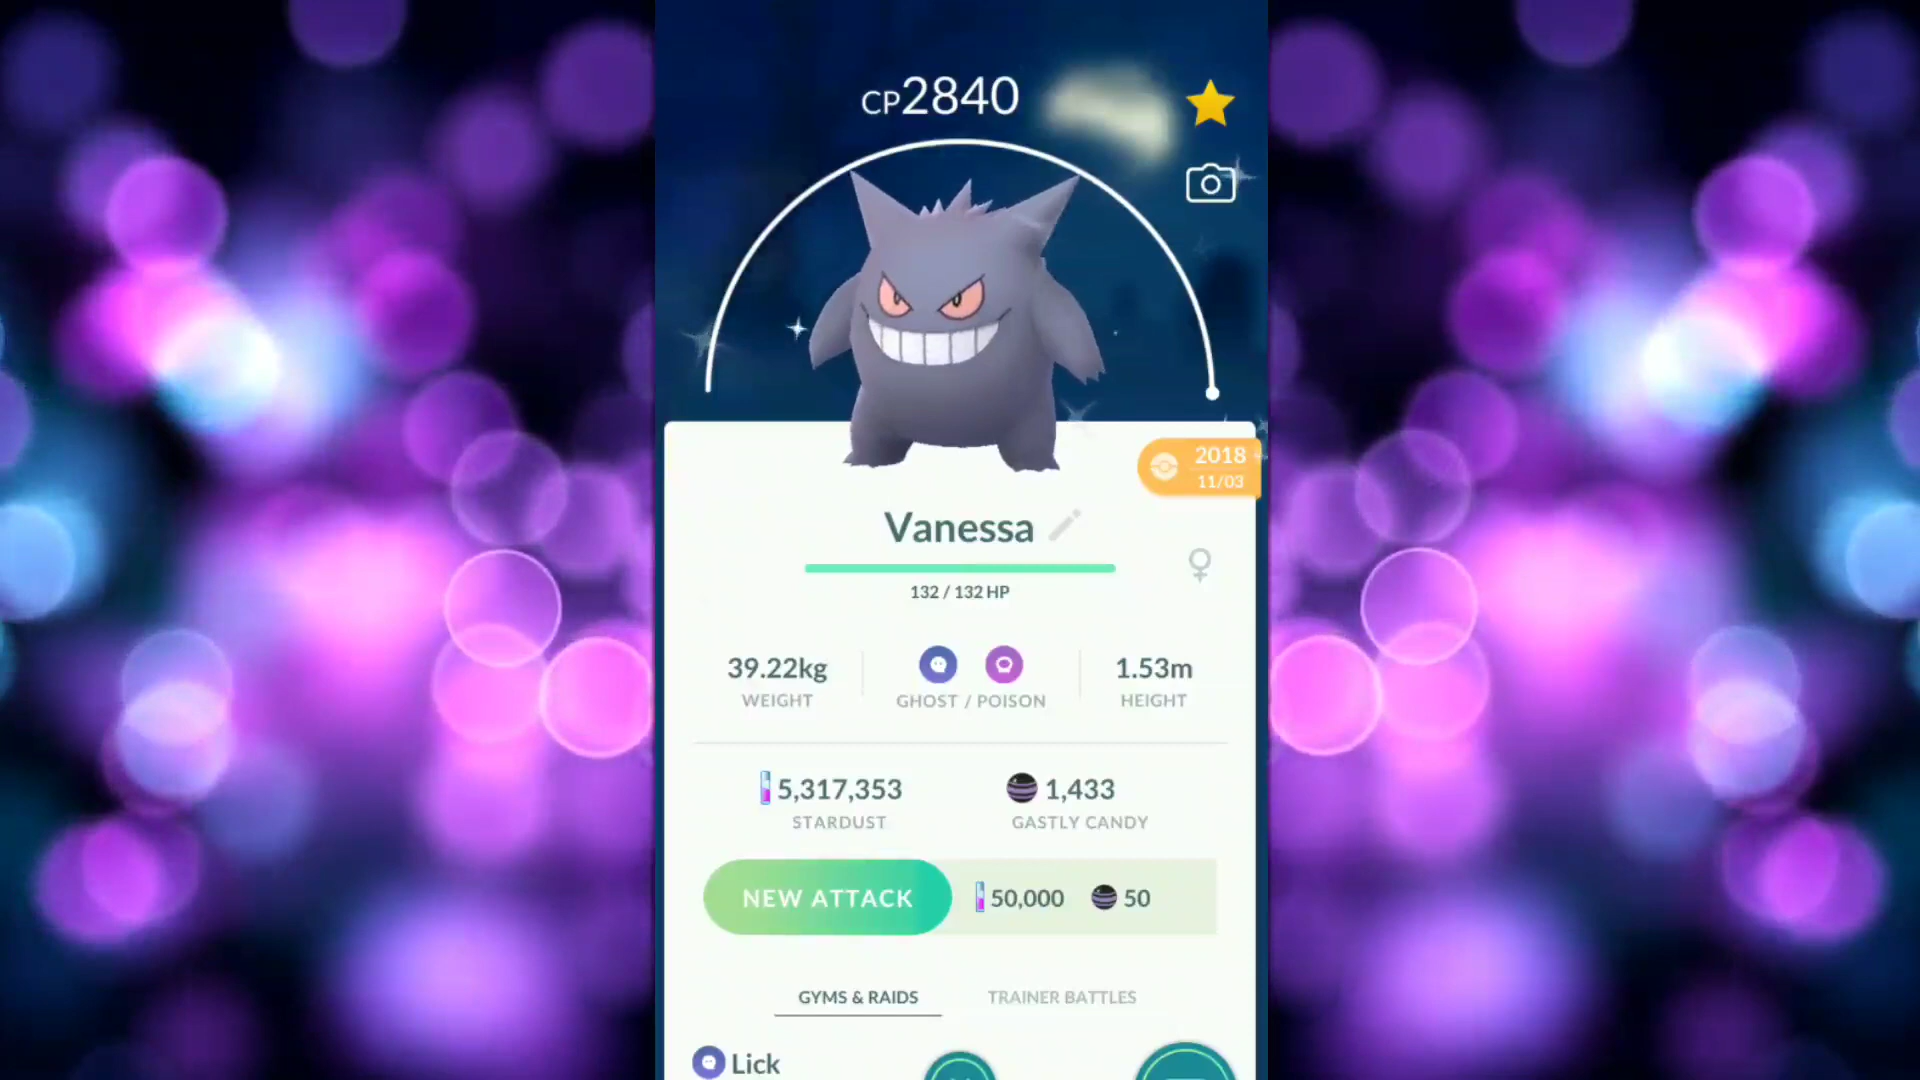 CP2840
2018
11/03
Vanessa
132 / 132 HP
39.22kg
WEIGHT
GHOST / POISON
1.53m
HEIGHT
5,317,353
STARDUST
1,433
GASTLY CANDY
NEW ATTACK
50,000
50
GYMS & RAIDS
TRAINER BATTLES
Lick